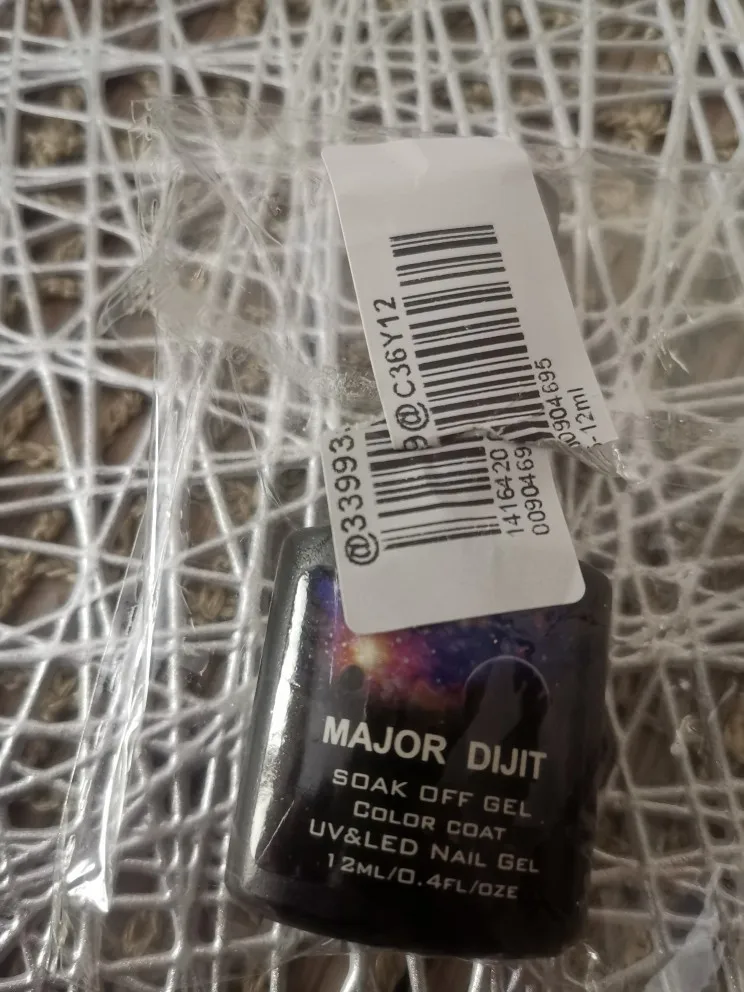 9@C36Y12
00904695
-12ml
@33993.
1416420
0090469
MAJOR DIJIT
SOAK OFF GEL
COLOR COAT
UV&LED NAIL GEL
12ML/0.4FL/OZE